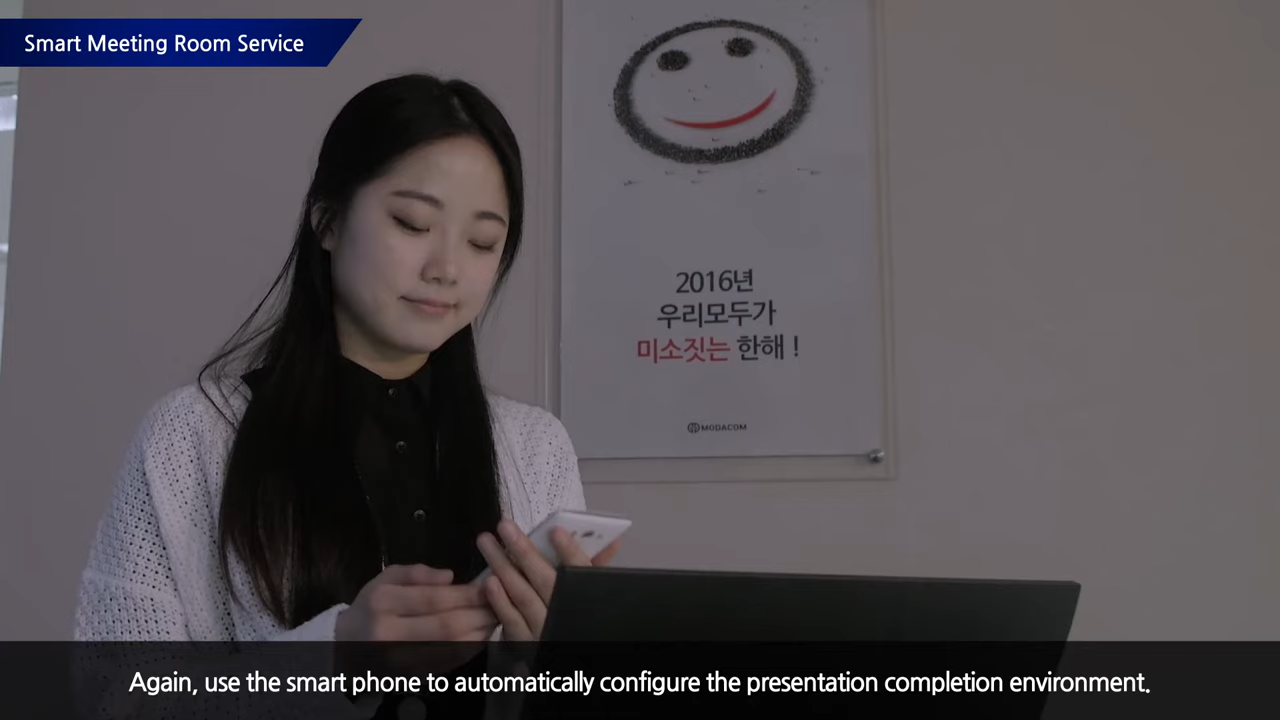 Smart Meeting Room Service
2016년
우리모두가
미소짓는 한해 !
MODACOM
Again, use the smart phone to automatically configure the presentation completion environment.